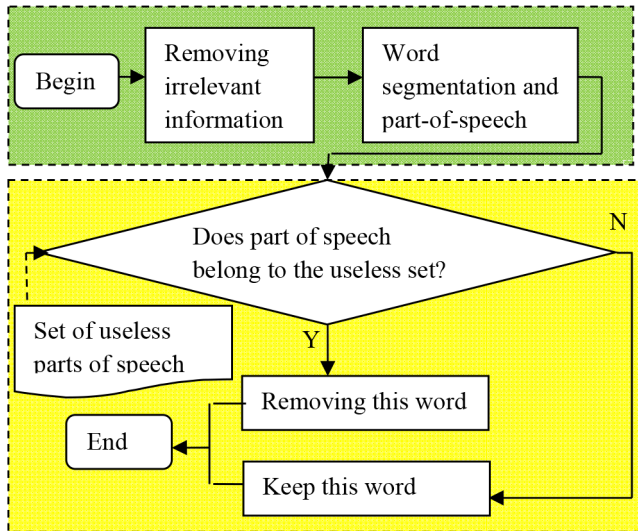 Begin
Removing
irrelevant
information
Word
segmentation and
part-of-speech
Does part of speech
belong to the useless set?
N
Set of useless
parts of speech
Y
Removing this word
End
Keep this word